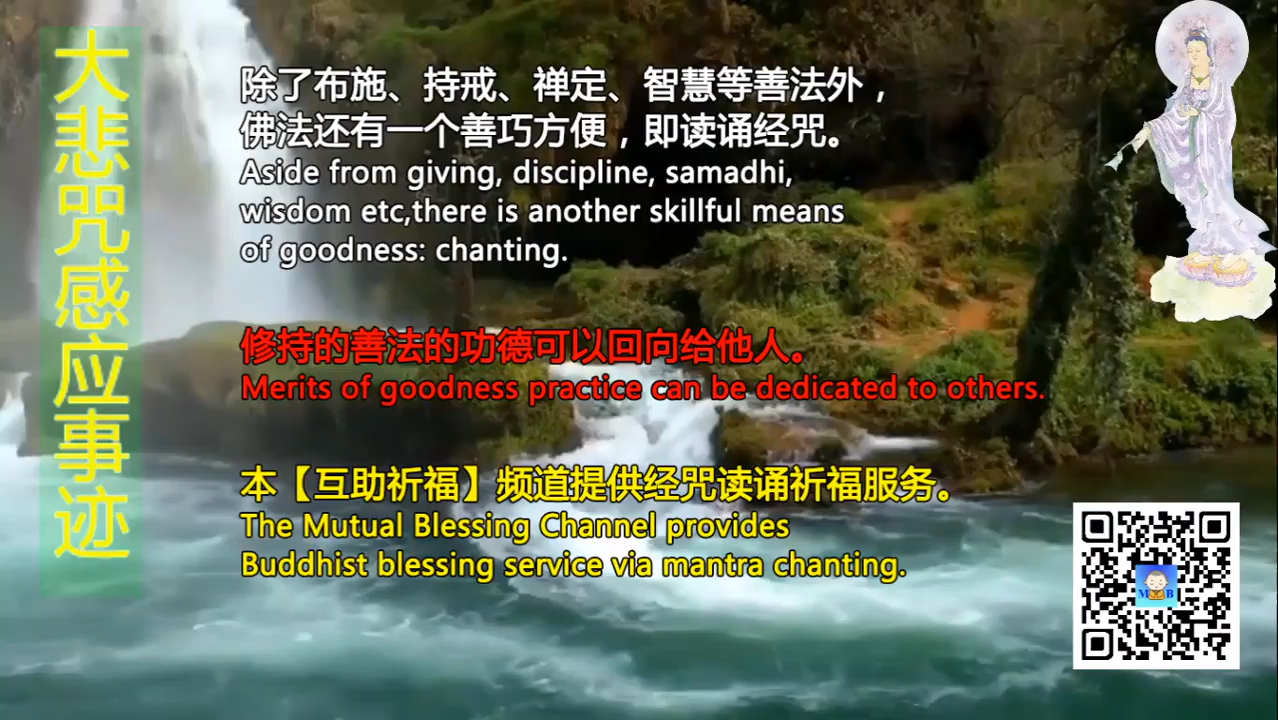 大悲咒感应事迹
除了布施、持戒、禅定、智慧等善法外，
佛法还有一个善巧方便，即读诵经咒。
Aside from giving, discipline, samadhi,
wisdom etc,there is another skillful means
of goodness: chanting.
修持的善法的功德可以回向给他人。
Merits of goodness practice can be dedicated to others.
本【互助祈福】频道提供经咒读诵祈福服务。
The Mutual Blessing Channel provides
Buddhist blessing service via mantra chanting.
M B